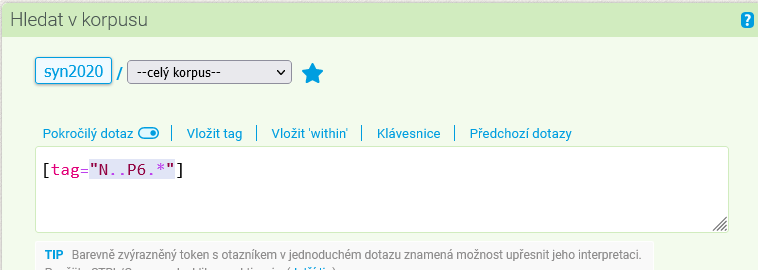 Hledat v korpusu ?
syn2020 / --celý korpus--
Pokročilý dotaz | Vložit tag | Vložit 'within' | Klávesnice | Předchozí dotazy
[tag="N..P6.*"]
TIP Barevně zvýrazněný token s otazníkem v jednoduchém dotazu znamená možnost upřesnit jeho interpretaci.